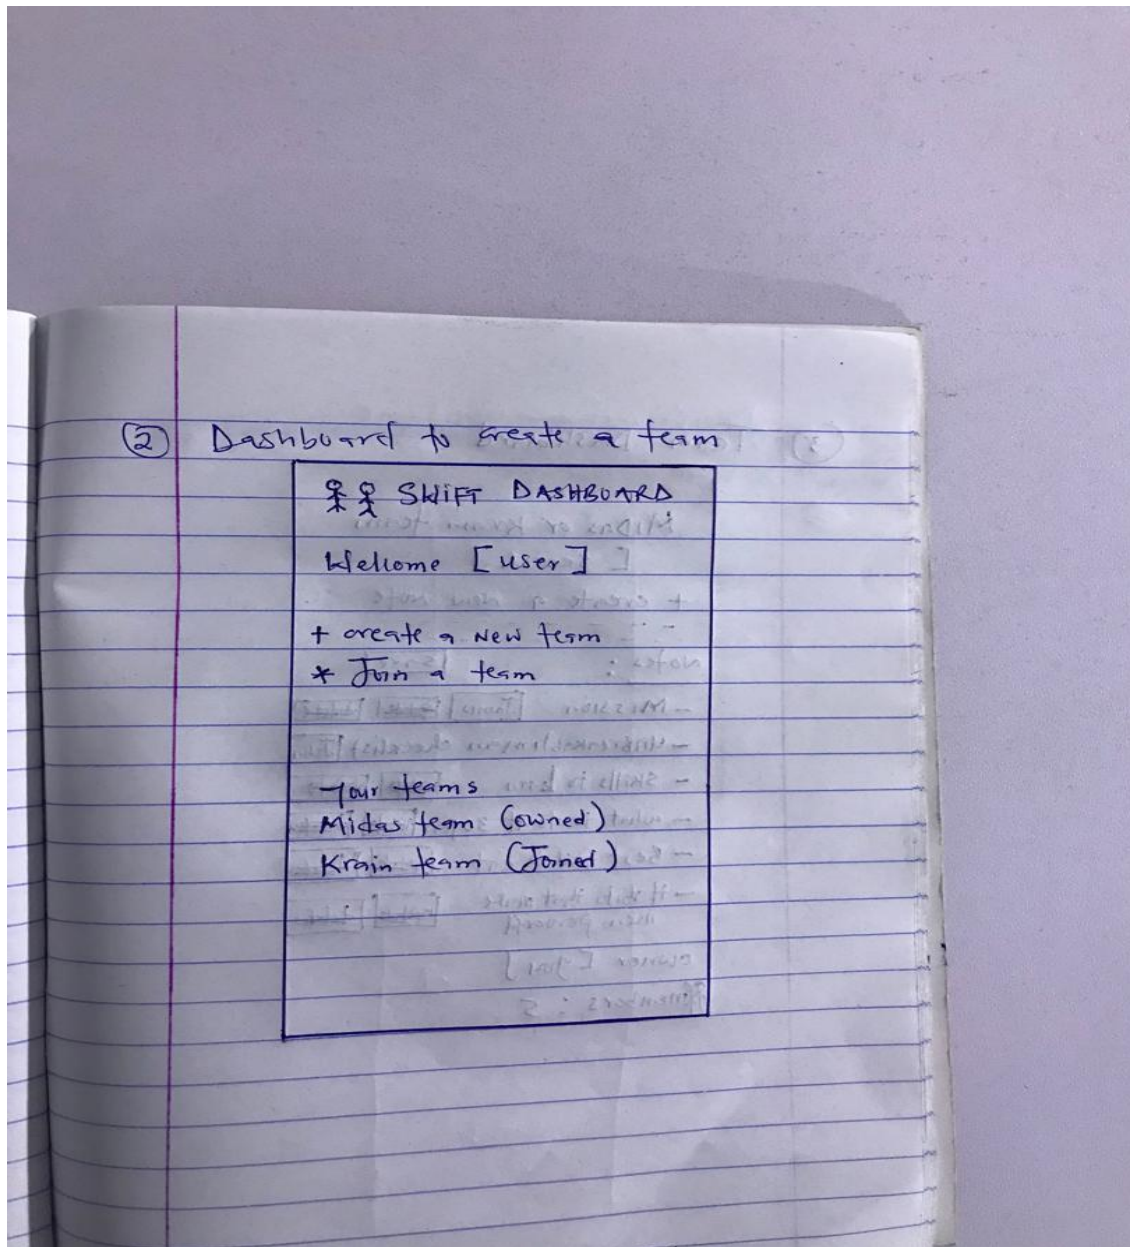 ② Dashboard to create a team
SWIFT DASHBOARD
Welcome [user]
+ create a New team
* Join a team
Your teams
Midas team (owned)
Krain team (Joined)